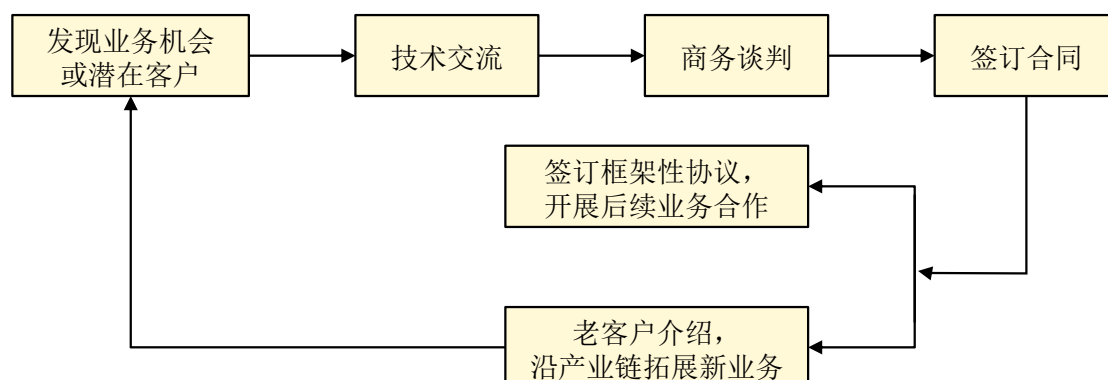 发现业务机会
或潜在客户
技术交流
商务谈判
签订合同
签订框架性协议，
开展后续业务合作
老客户介绍，
沿产业链拓展新业务